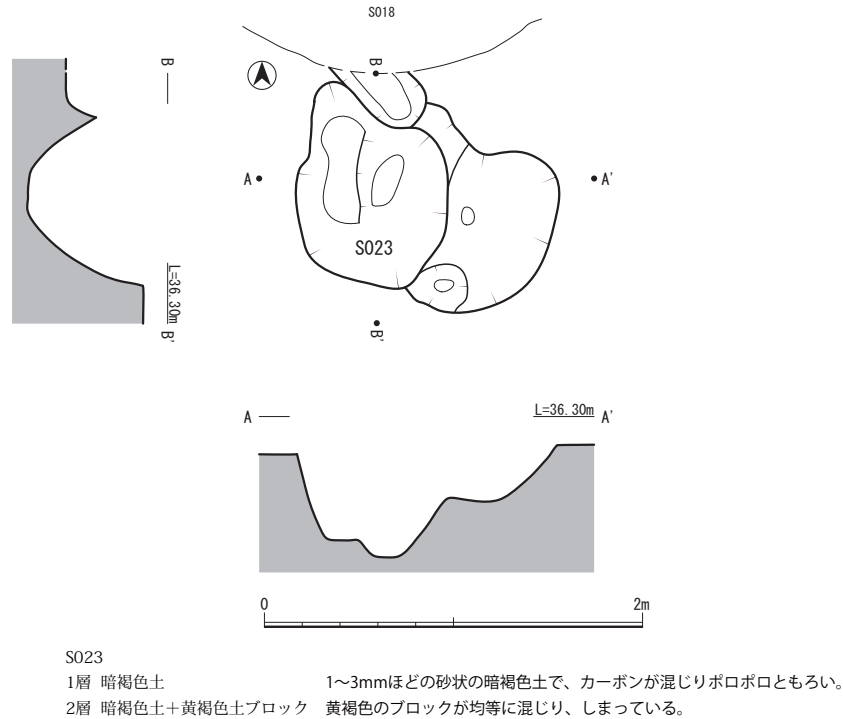 S018
B
B
L=36.30m
B'
A
A'
S023
B'
A
L=36.30m
A'
0
2m
S023
1層 暗褐色土 1〜3mmほどの砂状の暗褐色土で、カーボンが混じりポロポロともろい。
2層 暗褐色土＋黄褐色土ブロック 黄褐色のブロックが均等に混じり、しまっている。